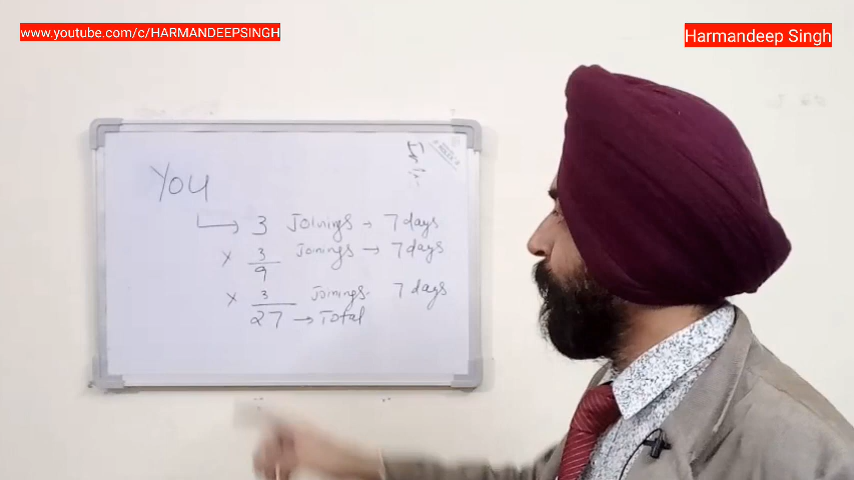 www.youtube.com/c/HARMANDEEPSINGH
Harmandeep Singh
YOU
3 Joinings → 7 days
× 3 Joinings → 7 days
9
× 3 Joinings- 7 days
27 → Total